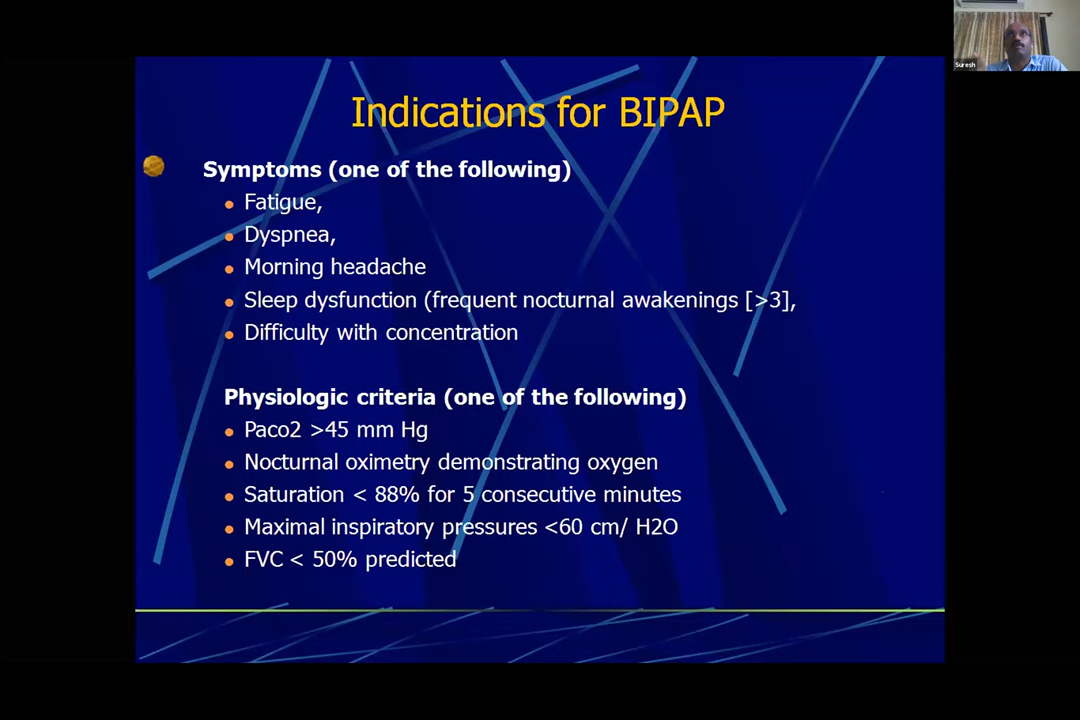 Suresh
Indications for BIPAP
Symptoms (one of the following)
Fatigue,
Dyspnea,
Morning headache
Sleep dysfunction (frequent nocturnal awakenings [>3],
Difficulty with concentration
Physiologic criteria (one of the following)
Paco2 >45 mm Hg
Nocturnal oximetry demonstrating oxygen
Saturation < 88% for 5 consecutive minutes
Maximal inspiratory pressures <60 cm/ H2O
FVC < 50% predicted